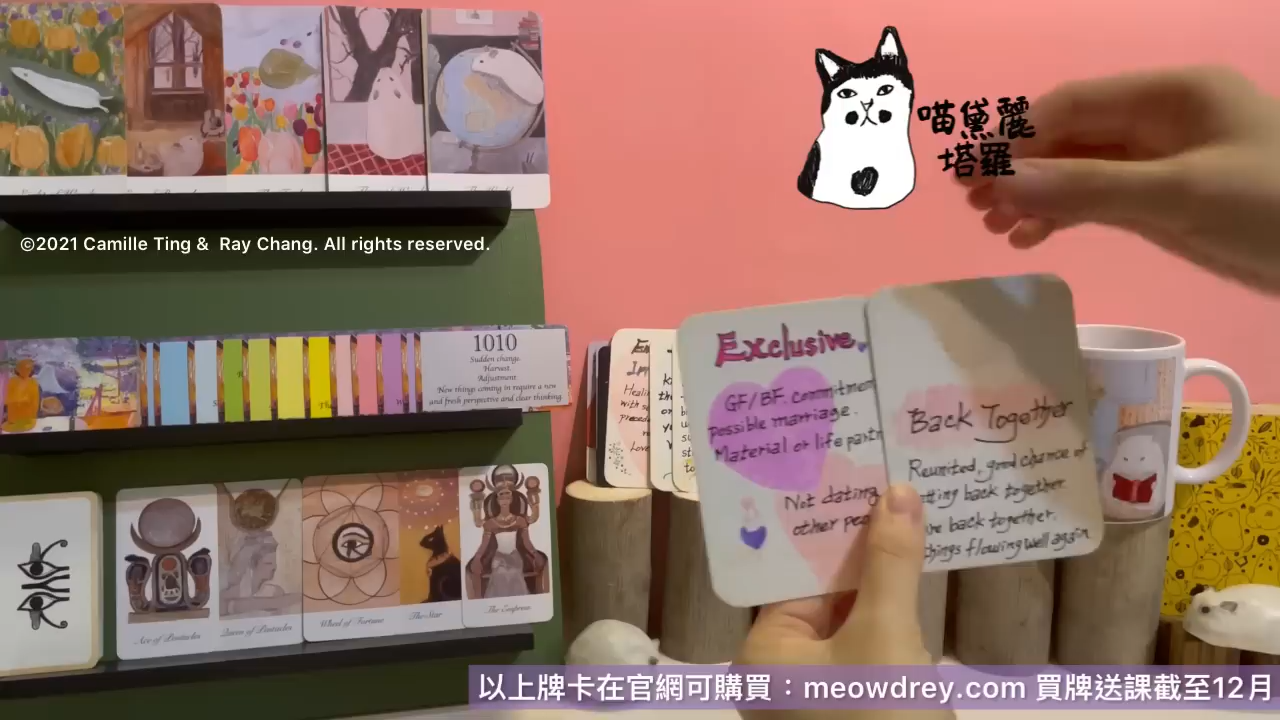 喵黛麗
塔羅
©2021 Camille Ting & Ray Chang. All rights reserved.
1010
Sudden change.
Harvest.
Adjustment
New things coming in require a new
and fresh perspective and clear thinking
Exclusive
GF/BF. commitmen
possible marriage.
Material or life partn
Not dating
other peo
Back Together
Reunited, good chance of
back together.
back together.
things flowing well again.
Ace of Pentacles
Queen of Pentacles
Wheel of Fortune
The Star
The Empress
以上牌卡在官網可購買：meowdrey.com 買牌送課截至12月